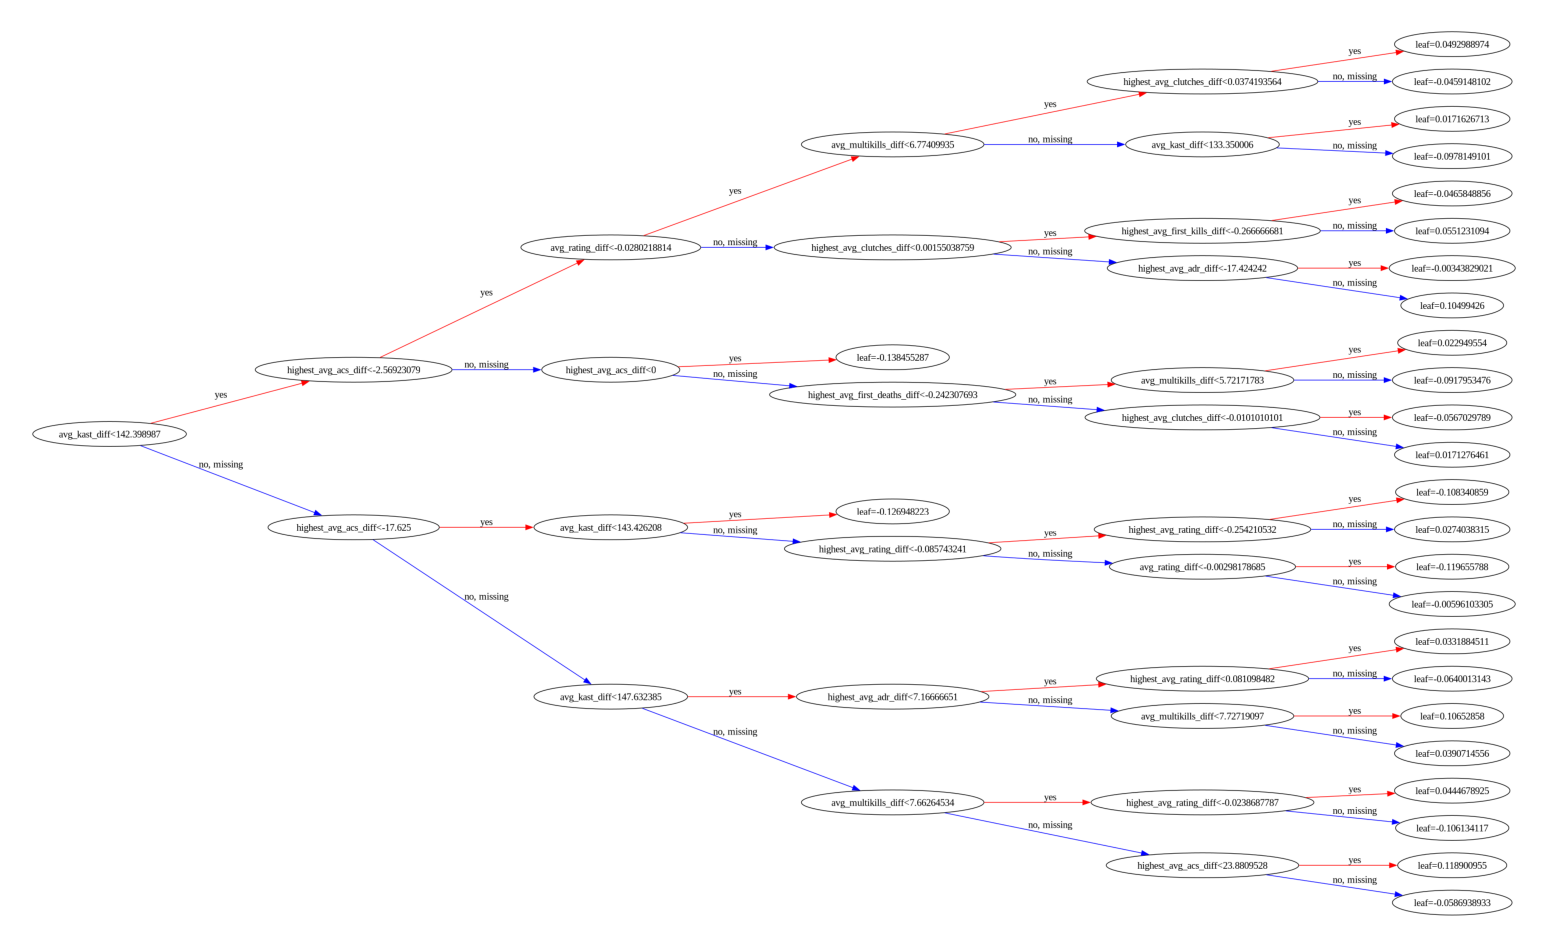 leaf=0.0492988974
yes
highest_avg_clutches_diff<0.0374193564
no, missing
leaf=-0.0459148102
yes
yes
leaf=0.0171626713
avg_multikills_diff<6.77409935
no, missing
avg_kast_diff<133.350006
no, missing
leaf=-0.0978149101
yes
yes
leaf=-0.0465848856
highest_avg_first_kills_diff<-0.266666681
no, missing
leaf=0.0551231094
yes
avg_rating_diff<-0.0280218814
no, missing
highest_avg_clutches_diff<0.00155038759
no, missing
highest_avg_adr_diff<-17.424242
yes
leaf=-0.00343829021
no, missing
leaf=0.10499426
yes
leaf=-0.138455287
yes
leaf=0.022949554
yes
highest_avg_acs_diff<-2.56923079
no, missing
highest_avg_acs_diff<0
no, missing
highest_avg_first_deaths_diff<-0.242307693
yes
avg_multikills_diff<5.72171783
no, missing
leaf=-0.0917953476
no, missing
highest_avg_clutches_diff<-0.0101010101
yes
leaf=-0.0567029789
no, missing
leaf=0.0171276461
yes
avg_kast_diff<142.398987
no, missing
leaf=-0.126948223
yes
leaf=-0.108340859
yes
highest_avg_acs_diff<-17.625
yes
avg_kast_diff<143.426208
no, missing
highest_avg_rating_diff<-0.085743241
yes
highest_avg_rating_diff<-0.254210532
no, missing
leaf=0.0274038315
no, missing
avg_rating_diff<-0.00298178685
yes
leaf=-0.119655788
no, missing
leaf=-0.00596103305
no, missing
yes
leaf=0.0331884511
avg_kast_diff<147.632385
yes
highest_avg_adr_diff<7.16666651
yes
highest_avg_rating_diff<0.081098482
no, missing
leaf=-0.0640013143
no, missing
avg_multikills_diff<7.72719097
yes
leaf=0.10652858
no, missing
leaf=0.0390714556
no, missing
avg_multikills_diff<7.66264534
yes
highest_avg_rating_diff<-0.0238687787
yes
leaf=0.0444678925
no, missing
leaf=-0.106134117
no, missing
highest_avg_acs_diff<23.8809528
yes
leaf=0.118900955
no, missing
leaf=-0.0586938933